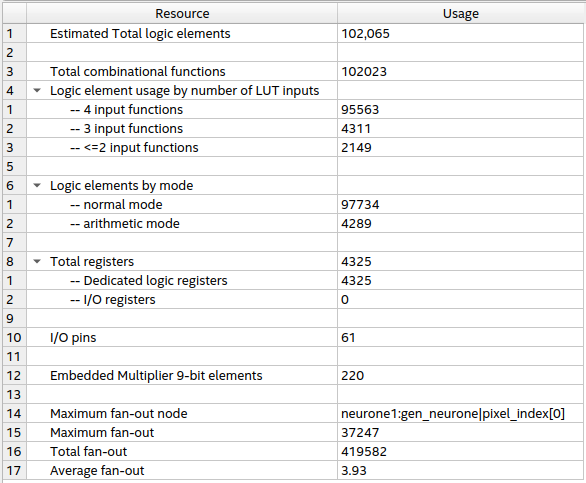 Resource Usage
1 Estimated Total logic elements 102,065
2
3 Total combinational functions 102023
4 Logic element usage by number of LUT inputs
1 -- 4 input functions 95563
2 -- 3 input functions 4311
3 -- <=2 input functions 2149
5
6 Logic elements by mode
1 -- normal mode 97734
2 -- arithmetic mode 4289
7
8 Total registers 4325
1 -- Dedicated logic registers 4325
2 -- I/O registers 0
9
10 I/O pins 61
11
12 Embedded Multiplier 9-bit elements 220
13
14 Maximum fan-out node neurone1:gen_neurone|pixel_index[0]
15 Maximum fan-out 37247
16 Total fan-out 419582
17 Average fan-out 3.93